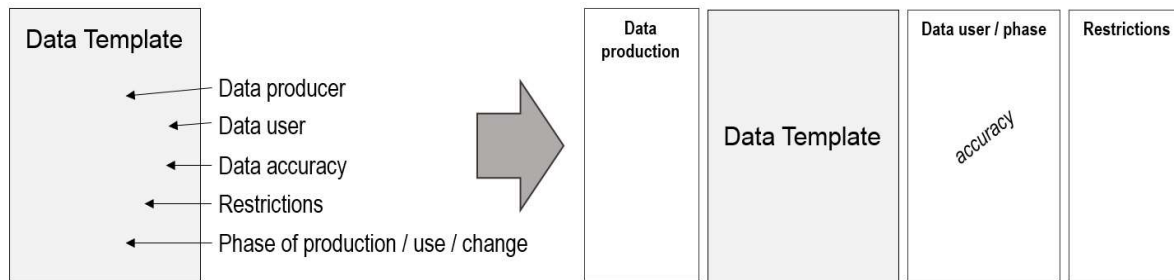 Data Template
Data producer
Data user
Data accuracy
Restrictions
Phase of production / use / change
Data
production
Data Template
Data user / phase
accuracy
Restrictions